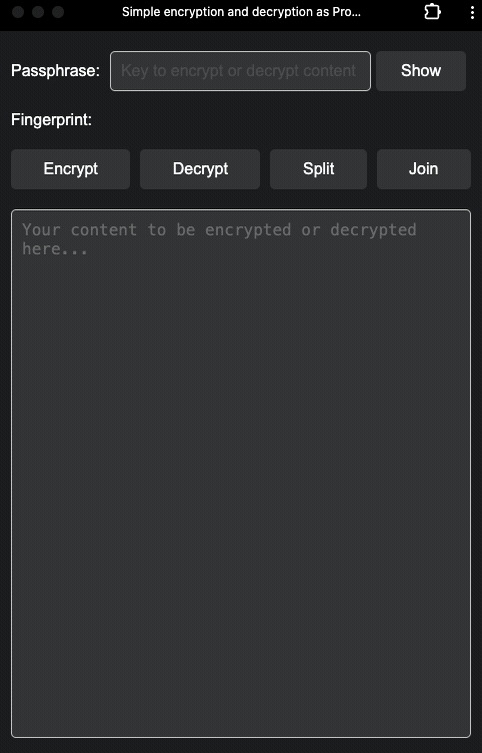 Simple encryption and decryption as Pro...
Passphrase: Key to encrypt or decrypt content Show
Fingerprint:
Encrypt Decrypt Split Join
Your content to be encrypted or decrypted
here...